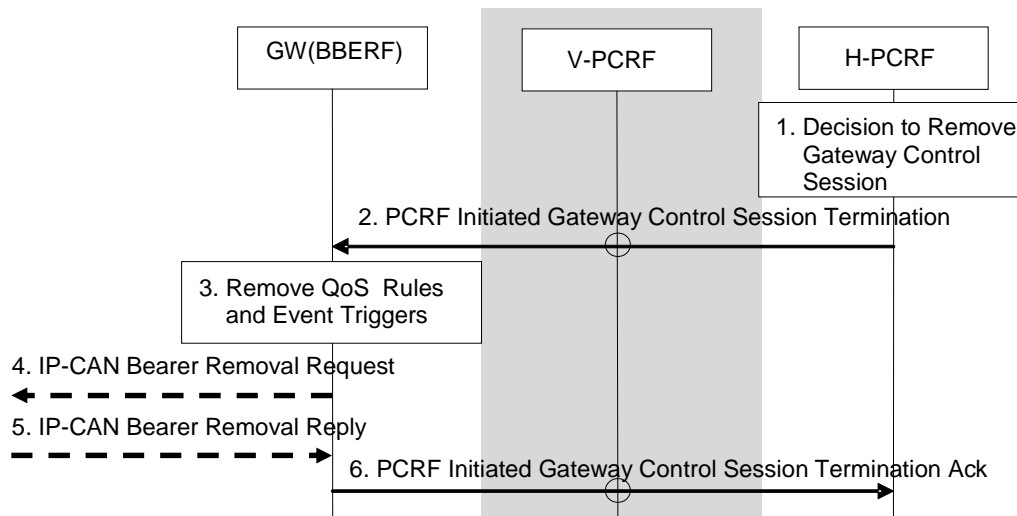 GW(BBERF)
V-PCRF
H-PCRF
1. Decision to Remove
Gateway Control
Session
2. PCRF Initiated Gateway Control Session Termination
3. Remove QoS Rules
and Event Triggers
4. IP-CAN Bearer Removal Request
5. IP-CAN Bearer Removal Reply
6. PCRF Initiated Gateway Control Session Termination Ack